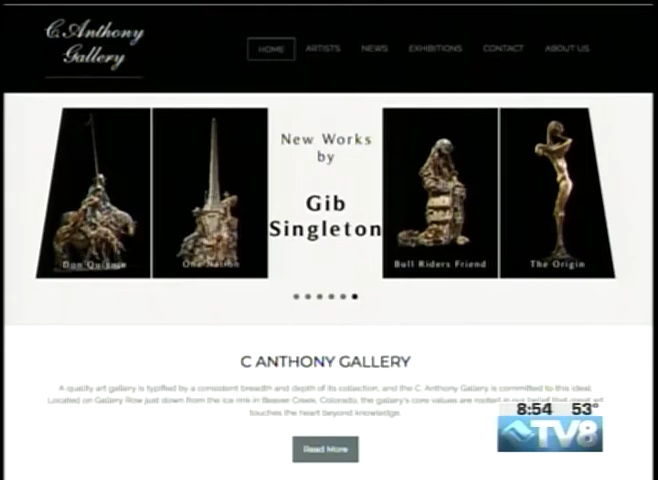 C Anthony
Gallery
HOME ARTISTS NEWS EXHIBITIONS CONTACT ABOUT US
New Works
by
Gib
Singleton
Don Quixote
One Nation
Bull Riders Friend
The Origin
C ANTHONY GALLERY
A quality art gallery is typified by a consistent breadth and depth of its collection, and the C. Anthony Gallery is committed to this ideal.
Located on Gallery Row just down from the ice rink in Beaver Creek, Colorado, the gallery's core values are rooted in our belief that great art
touches the heart beyond knowledge.
Read More
8:54 53°
TV8